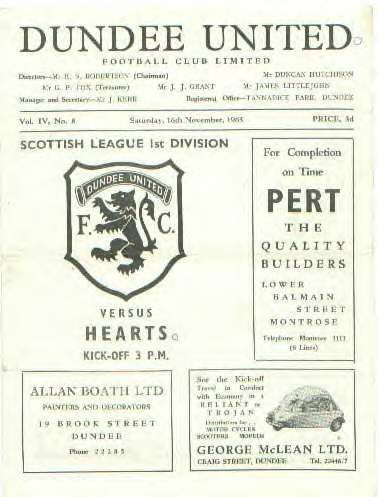 DUNDEE UNITED
FOOTBALL CLUB LIMITED
Directors—Mr R. S. ROBERTSON (Chairman) Mr DUNCAN HUTCHISON
Mr G. F. FOX (Treasurer) Mr J. J. GRANT Mr JAMES LITTLEJOHN
Manager and Secretary—Mr J. KERR Registered Office—TANNADICE PARK, DUNDEE
Vol. IV, No. 8 Saturday, 16th November, 1963 PRICE, 3d
SCOTTISH LEAGUE 1st DIVISION
DUNDEE UNITED
F. C.
VERSUS
HEARTS
KICK-OFF 3 P.M.
For Completion
on Time
PERT
THE
QUALITY
BUILDERS
LOWER
BALMAIN
STREET
MONTROSE
Telephone Montrose 1111
(6 Lines)
ALLAN BOATH LTD
PAINTERS AND DECORATORS
19 BROOK STREET
DUNDEE
Phone 22285
For the Kick-off
Travel in Comfort
with Economy in a
RELIANT or
TROJAN
Distributors for
MOTOR CYCLES
SCOOTERS MOPEDS
GEORGE McLEAN LTD.
CRAIG STREET, DUNDEE Tel. 22446/7